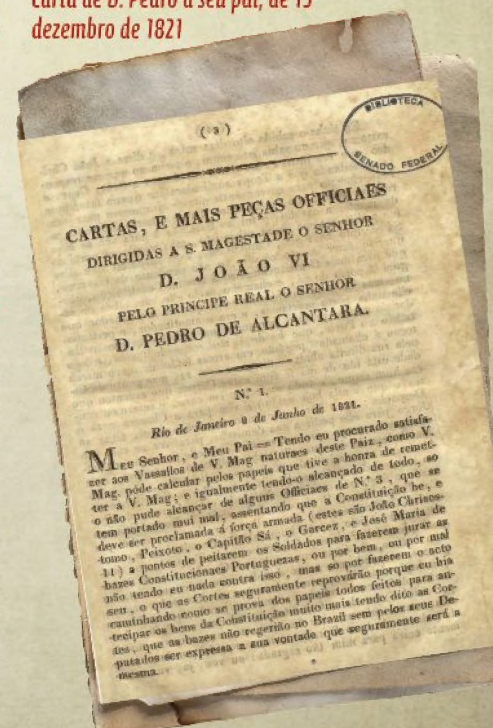 Carta de D. Pedro a seu pai, de 15
dezembro de 1821
BIBLIOTECA
SENADO FEDERAL
( 3 )
CARTAS, E MAIS PEÇAS OFFICIAES
DIRIGIDAS A S. MAGESTADE O SENHOR
D. JOÃO VI
PELO PRINCIPE REAL O SENHOR
D. PEDRO DE ALCANTARA.
N.º 1.
Rio de Janeiro 8 de Junho de 1821.
MEU Senhor, e Meu Pai = Tendo eu procurado satisfa-
zer aos Vassallos de V. Mag naturaes deste Paiz, como V.
Mag. póde calcular pelos papeis que tive a honra de remet-
ter a V. Mag; e igualmente tendo-o alcançado de todo, so
o não pude alcançar de alguns Officiaes de N.º 3, que se
tem portado mui mal, assentando que a Constituição he, e
deve ser proclamada á força armada (estes são João Chrisos-
tomo, Peixoto, o Capitão Sá, o Garcez, e José Maria de
11) a pontos de peitarem os Soldados para fazerem jurar as
bazes Constitucionaes Portuguezas, ou por bem, ou por mal
não tendo eu nada contra isso, mas só por fazerem o acto
seu, o que as Cortes seguramente reprovarão porque eu hia
caminhando como se prova dos papeis todos feitos para an-
tecipar os bens da Constituição muito mais tendo dito as Cor-
tes, que as bazes não regerião no Brazil sem pelos seus De-
putados ser expressa a sua vontade que seguramente será a
mesma